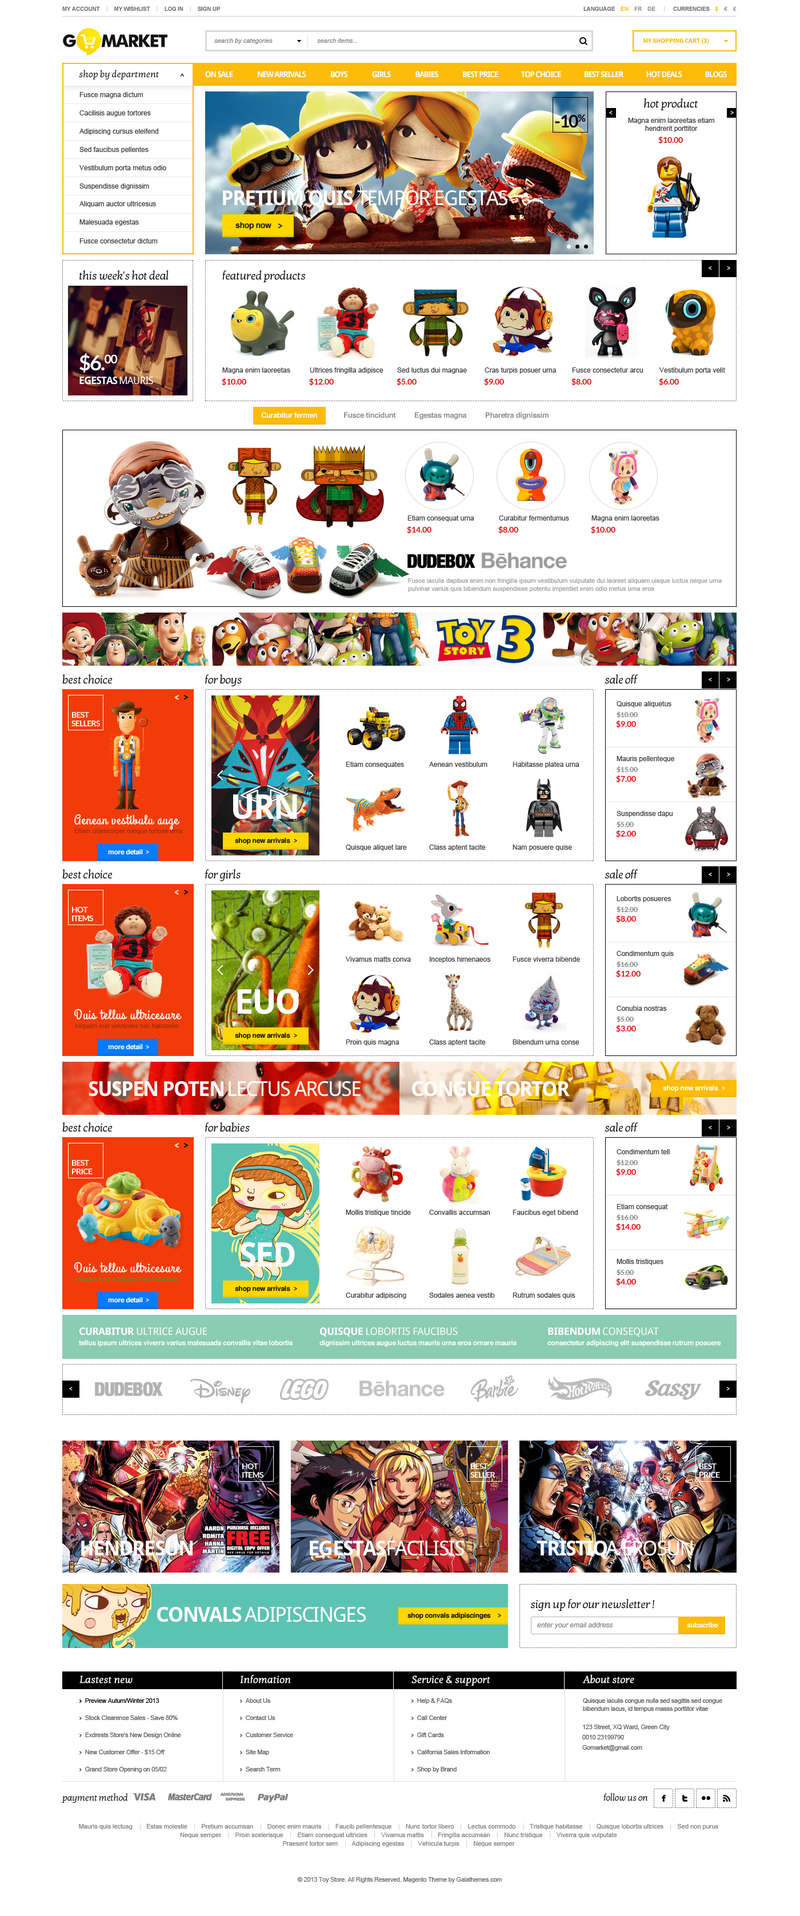 MY ACCOUNT MY WISHLIST LOG IN SIGN UP LANGUAGE EN FR DE CURRENCIES $ € £
GO MARKET search by categories search items... MY SHOPPING CART (3)
shop by department ON SALE NEW ARRIVALS BOYS GIRLS BABIES BEST PRICE TOP CHOICE BEST SELLER HOT DEALS BLOGS
Fusce magna dictum
Cacilisis augue tortores
Adipiscing cursus eleifend
Sed faucibus pellentes
Vestibulum porta metus odio
Suspendisse dignissim
Aliquam auctor ultricesus
Malesuada egestas
Fusce consectetur dictum
-10%
PRETIUM QUIS TEMPOR EGESTAS
shop now >
hot product
< >
Magna enim laoreetas etiam
hendrerit porttitor
$10.00
this week's hot deal
$6.00
EGESTAS MAURIS
featured products < >
Magna enim laoreetas Ultrices fringilla adipisce Sed luctus dui magnae Cras turpis posuer urna Fusce consectetur arcu Vestibulum porta velit
$10.00 $12.00 $5.00 $9.00 $8.00 $6.00
Curabitur fermen Fusce tincidunt Egestas magna Pharetra dignissim
Etiam consequat urna Curabitur fermentumus Magna enim laoreetas
$14.00 $8.00 $10.00
DUDEBOX Bēhance
Fusce iaculis dapibus enim non fringilla ipsum vestibulum vulputate dui laoreet aliquam uisque luctus neque urna
pulvinar varius quis bibendum suspendisse potentu imperdiet enim odio metus urna eros
TOY STORY 3
best choice for boys sale off < >
BEST
SELLERS
< >
Aenean vestibulu auge
more detail >
URN
shop new arrivals >
Etiam consequates Aenean vestibulum Habitasse platea urna
Quisque aliquet lare Class aptent tacite Nam posuere quise
Quisque aliquetus
$10.00
$9.00
Mauris pellenteque
$15.00
$7.00
Suspendisse dapu
$5.00
$2.00
best choice for girls sale off < >
HOT
ITEMS
< >
31
Duis tellus ultricesure
more detail >
EUO
shop new arrivals >
Vivamus matts conva Inceptos himenaeos Fusce viverra bibende
Proin quis magna Class aptent tacite Bibendum urna conse
Lobortis posueres
$12.00
$8.00
Condimentum quis
$16.00
$12.00
Conubia nostras
$5.00
$3.00
SUSPEN POTEN LECTUS ARCUSE CONGUE TORTOR shop new arrivals >
best choice for babies sale off < >
BEST
PRICE
< >
Duis tellus ultricesure
more detail >
SED
shop new arrivals >
Mollis tristique tincide Convallis accumsan Faucibus eget bibend
Curabitur adipiscing Sodales aenea vestib Rutrum sodales quis
Condimentum tell
$12.00
$9.00
Etiam consequat
$16.00
$14.00
Mollis tristiques
$5.00
$4.00
CURABITUR ULTRICE AUGUE QUISQUE LOBORTIS FAUCIBUS BIBENDUM CONSEQUAT
tellus ipsum ultrices viverra varius malesuada convallis vitae lobortis dignissim ultrices augue luctus mauris urna eros ornare mauris consectetur adipiscing elit suspendisse rutrum posuere
< DUDEBOX Disney LEGO Bēhance Barbie Hot Wheels Sassy >
HOT
ITEMS
AARON
ROMITA
HANNA
MARTIN
PURCHASE INCLUDES
FREE
DIGITAL COPY OFFER
HENDRESUN
BEST
SELLER
EGESTAS FACILISIS
BEST
PRICE
TRISTIO AEROSUN
CONVALS ADIPISCINGES shop convals adipiscinges >
sign up for our newsletter !
enter your email address subscribe
Lastest new Infomation Service & support About store
Preview Autum/Winter 2013 About Us Help & FAQs Quisque iaculis congue nulla sed sagittis sed congue
bibendum lacus, id tempus massa porttitor vitae
Stock Clearence Sales - Save 80% Contact Us Call Center
123 Street, XQ Ward, Green City
Exdreists Store's New Design Online Customer Service Gift Cards
0010 23199790
New Customer Offer - $15 Off Site Map California Sales Information
Gomarket@gmail.com
Grand Store Opening on 05/02 Search Term Shop by Brand
payment method VISA MasterCard AMERICAN EXPRESS PayPal follow us on
Mauris quis lectuag Estas molestie Pretium accumsan Donec enim mauris Faucib pellentesque Nunc tortor libero Lectus commodo Tristique habitasse Quisque lobortis ultrices Sed non purus
Neque semper Proin scelerisque Etiam consequat ultricies Vivamus mattis Fringilla accumsan Nunc tristique Viverra quis vulputate
Praesent tortor sem Adipiscing egestas Vehicula turpis Neque semper
© 2013 Toy Store. All Rights Reserved. Magento Theme by Galathemes.com